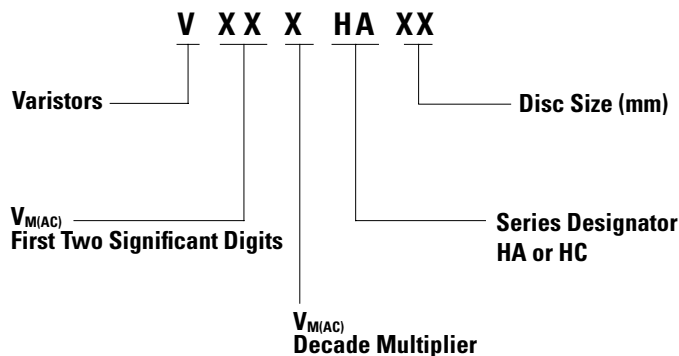 V XX X HA XX
Varistors
Disc Size (mm)
VM(AC)
First Two Significant Digits
Series Designator
HA or HC
VM(AC)
Decade Multiplier